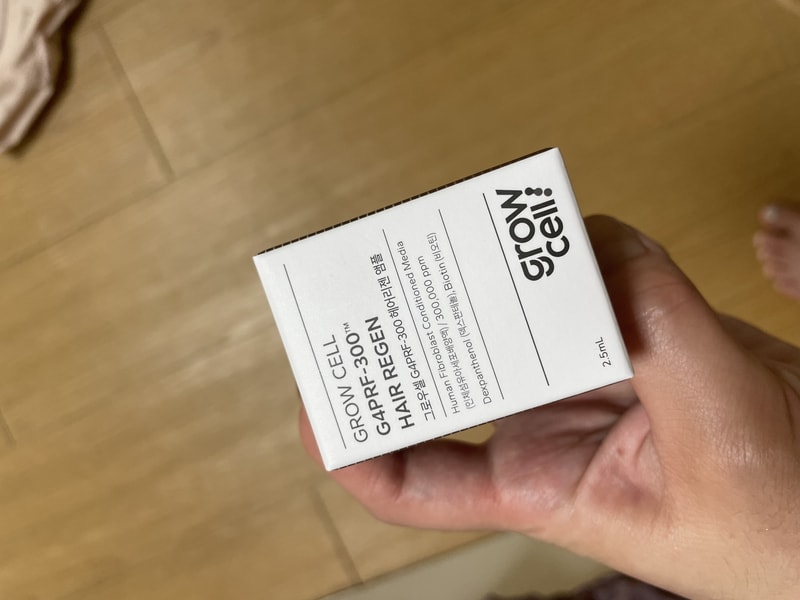 GROW CELL
G4PRF-300™
HAIR REGEN
그로우셀 G4PRF-300 헤어리젠 앰플
Human Fibroblast Conditioned Media
(인체섬유아세포배양액) / 300,000 ppm
Dexpanthenol (덱스판테놀), Biotin (비오틴)
grow
cell
2.5mL